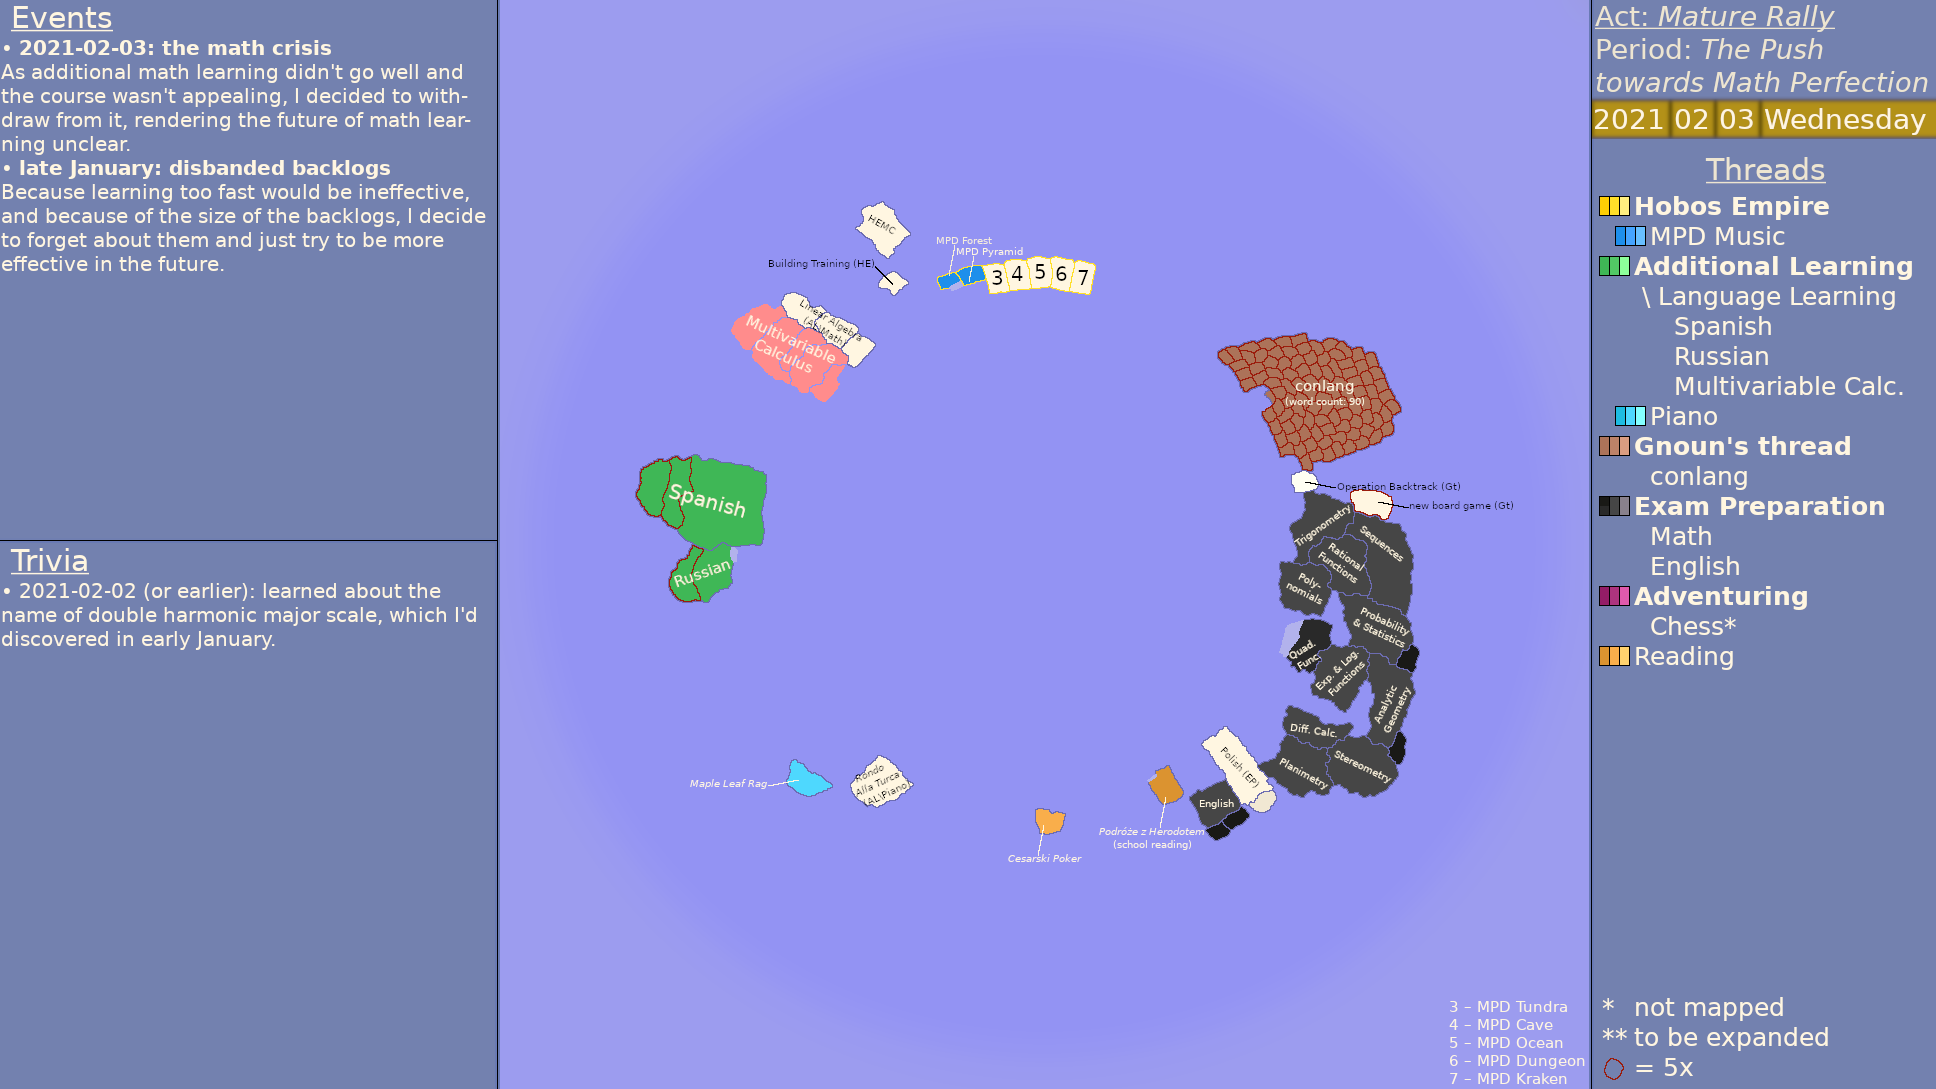 Events
• 2021-02-03: the math crisis
As additional math learning didn't go well and
the course wasn't appealing, I decided to with-
draw from it, rendering the future of math lear-
ning unclear.
• late January: disbanded backlogs
Because learning too fast would be ineffective,
and because of the size of the backlogs, I decide
to forget about them and just try to be more
effective in the future.
Trivia
• 2021-02-02 (or earlier): learned about the
name of double harmonic major scale, which I'd
discovered in early January.
HEMC
Building Training (HE)
MPD Forest
MPD Pyramid
3 4 5 6 7
Linear Algebra
(AL\Math)
Multivariable
Calculus
conlang
(word count: 90)
Operation Backtrack (Gt)
new board game (Gt)
Spanish
Russian
Trigonometry
Sequences
Rational
Functions
Poly-
nomials
Probability
& Statistics
Quad.
Func.
Exp. & Log.
Functions
Analytic
Geometry
Diff. Calc.
Planimetry
Stereometry
Polish (EP)
English
Maple Leaf Rag
Rondo
Alla Turca
(AL\Piano)
Cesarski Poker
Podróże z Herodotem
(school reading)
3 – MPD Tundra
4 – MPD Cave
5 – MPD Ocean
6 – MPD Dungeon
7 – MPD Kraken
Act: Mature Rally
Period: The Push
towards Math Perfection
2021 02 03 Wednesday
Threads
Hobos Empire
MPD Music
Additional Learning
\ Language Learning
Spanish
Russian
Multivariable Calc.
Piano
Gnoun's thread
conlang
Exam Preparation
Math
English
Adventuring
Chess*
Reading
* not mapped
** to be expanded
= 5x